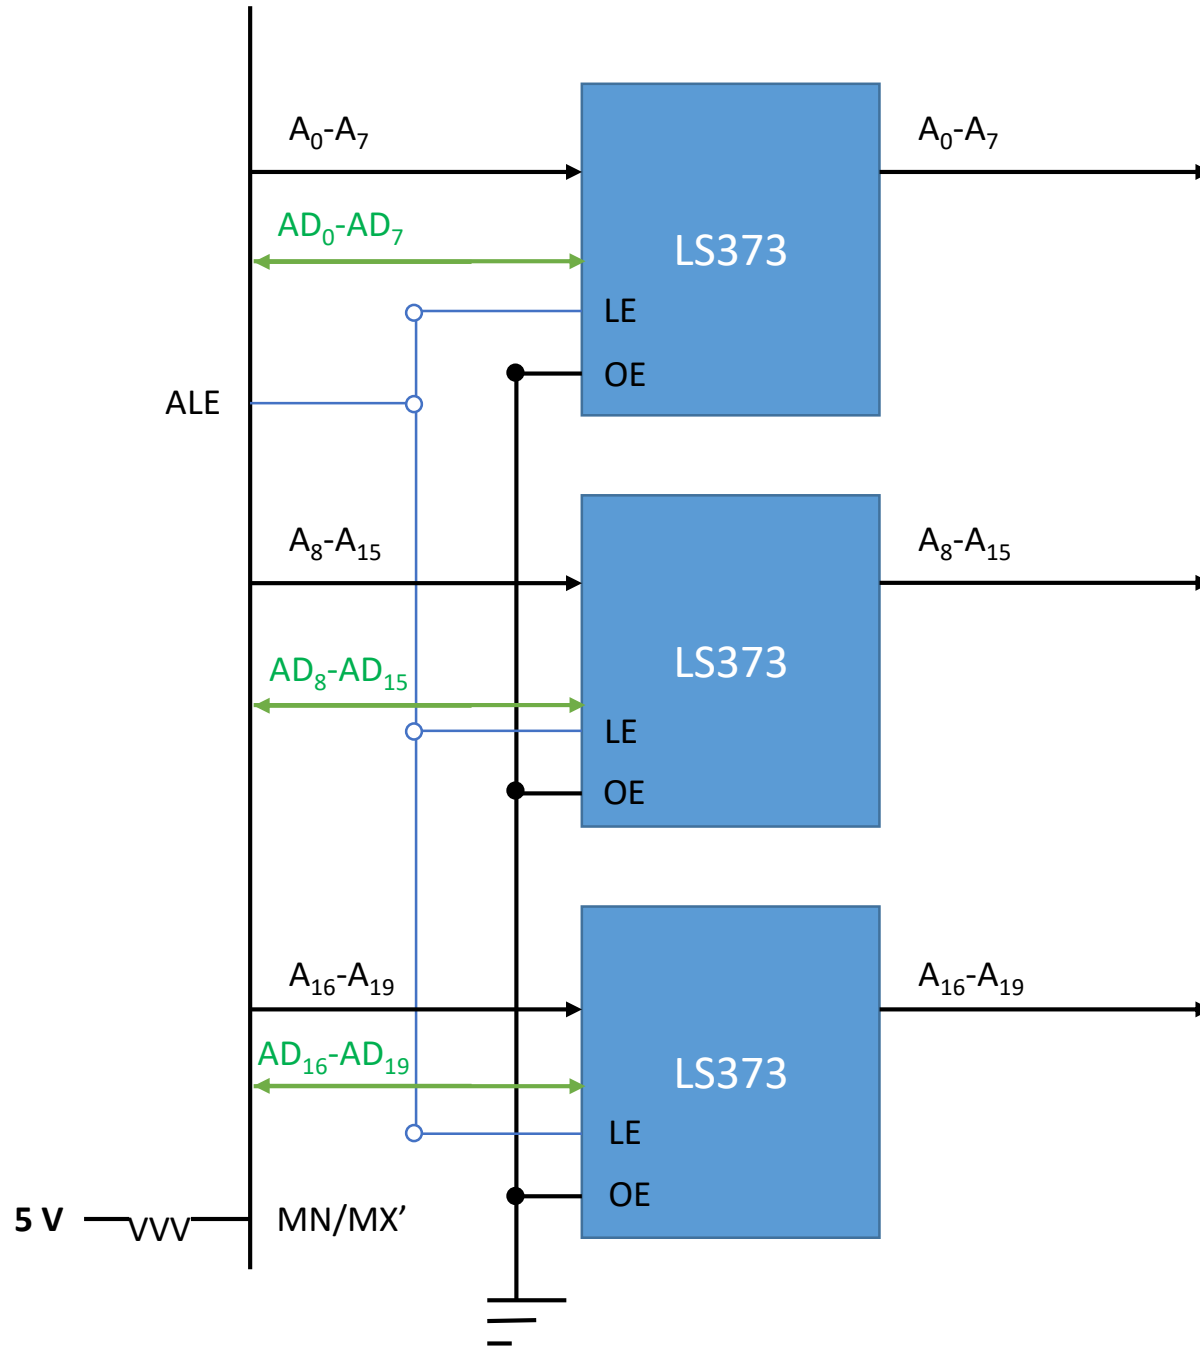 A₀-A₇
A₀-A₇
AD₀-AD₇
LS373
LE
OE
ALE
A₈-A₁₅
A₈-A₁₅
AD₈-AD₁₅
LS373
LE
OE
A₁₆-A₁₉
A₁₆-A₁₉
AD₁₆-AD₁₉
LS373
LE
OE
5 V
MN/MX’